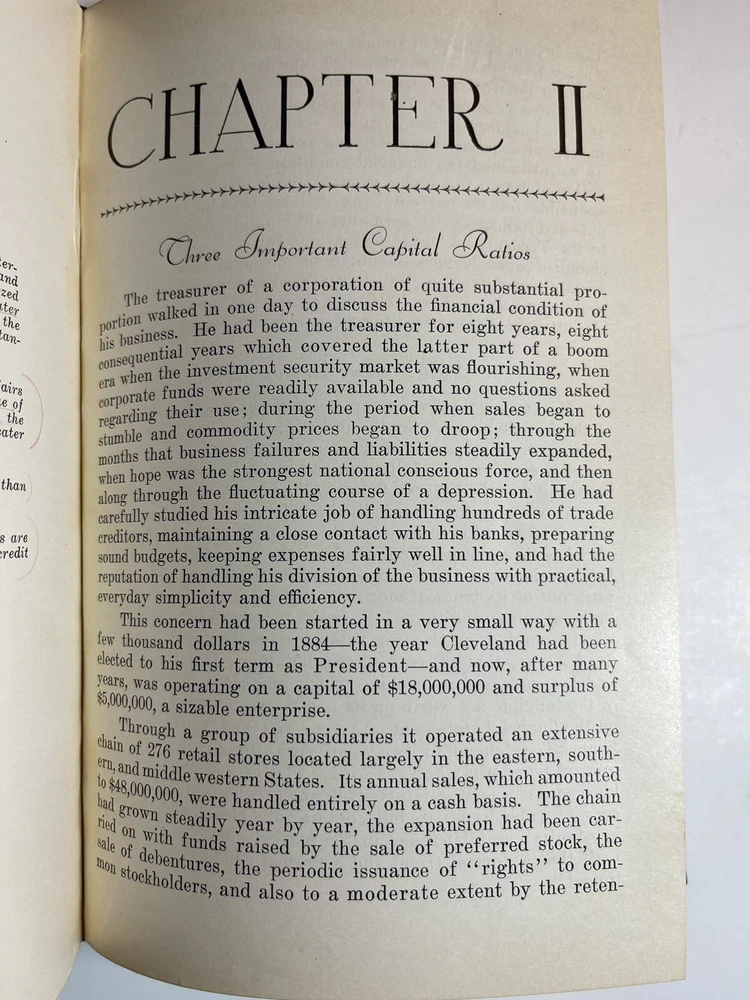 ter-
and
zed
ater
the
tan-
airs
e of
the
ater
than
s are
redit
CHAPTER II
Three Important Capital Ratios
The treasurer of a corporation of quite substantial pro-
portion walked in one day to discuss the financial condition of
his business. He had been the treasurer for eight years, eight
consequential years which covered the latter part of a boom
era when the investment security market was flourishing, when
corporate funds were readily available and no questions asked
regarding their use; during the period when sales began to
stumble and commodity prices began to droop; through the
months that business failures and liabilities steadily expanded,
when hope was the strongest national conscious force, and then
along through the fluctuating course of a depression. He had
carefully studied his intricate job of handling hundreds of trade
creditors, maintaining a close contact with his banks, preparing
sound budgets, keeping expenses fairly well in line, and had the
reputation of handling his division of the business with practical,
everyday simplicity and efficiency.
This concern had been started in a very small way with a
few thousand dollars in 1884—the year Cleveland had been
elected to his first term as President—and now, after many
years, was operating on a capital of $18,000,000 and surplus of
$5,000,000, a sizable enterprise.
Through a group of subsidiaries it operated an extensive
chain of 276 retail stores located largely in the eastern, south-
ern, and middle western States. Its annual sales, which amounted
to $48,000,000, were handled entirely on a cash basis. The chain
had grown steadily year by year, the expansion had been car-
ried on with funds raised by the sale of preferred stock, the
sale of debentures, the periodic issuance of “rights” to com-
mon stockholders, and also to a moderate extent by the reten-